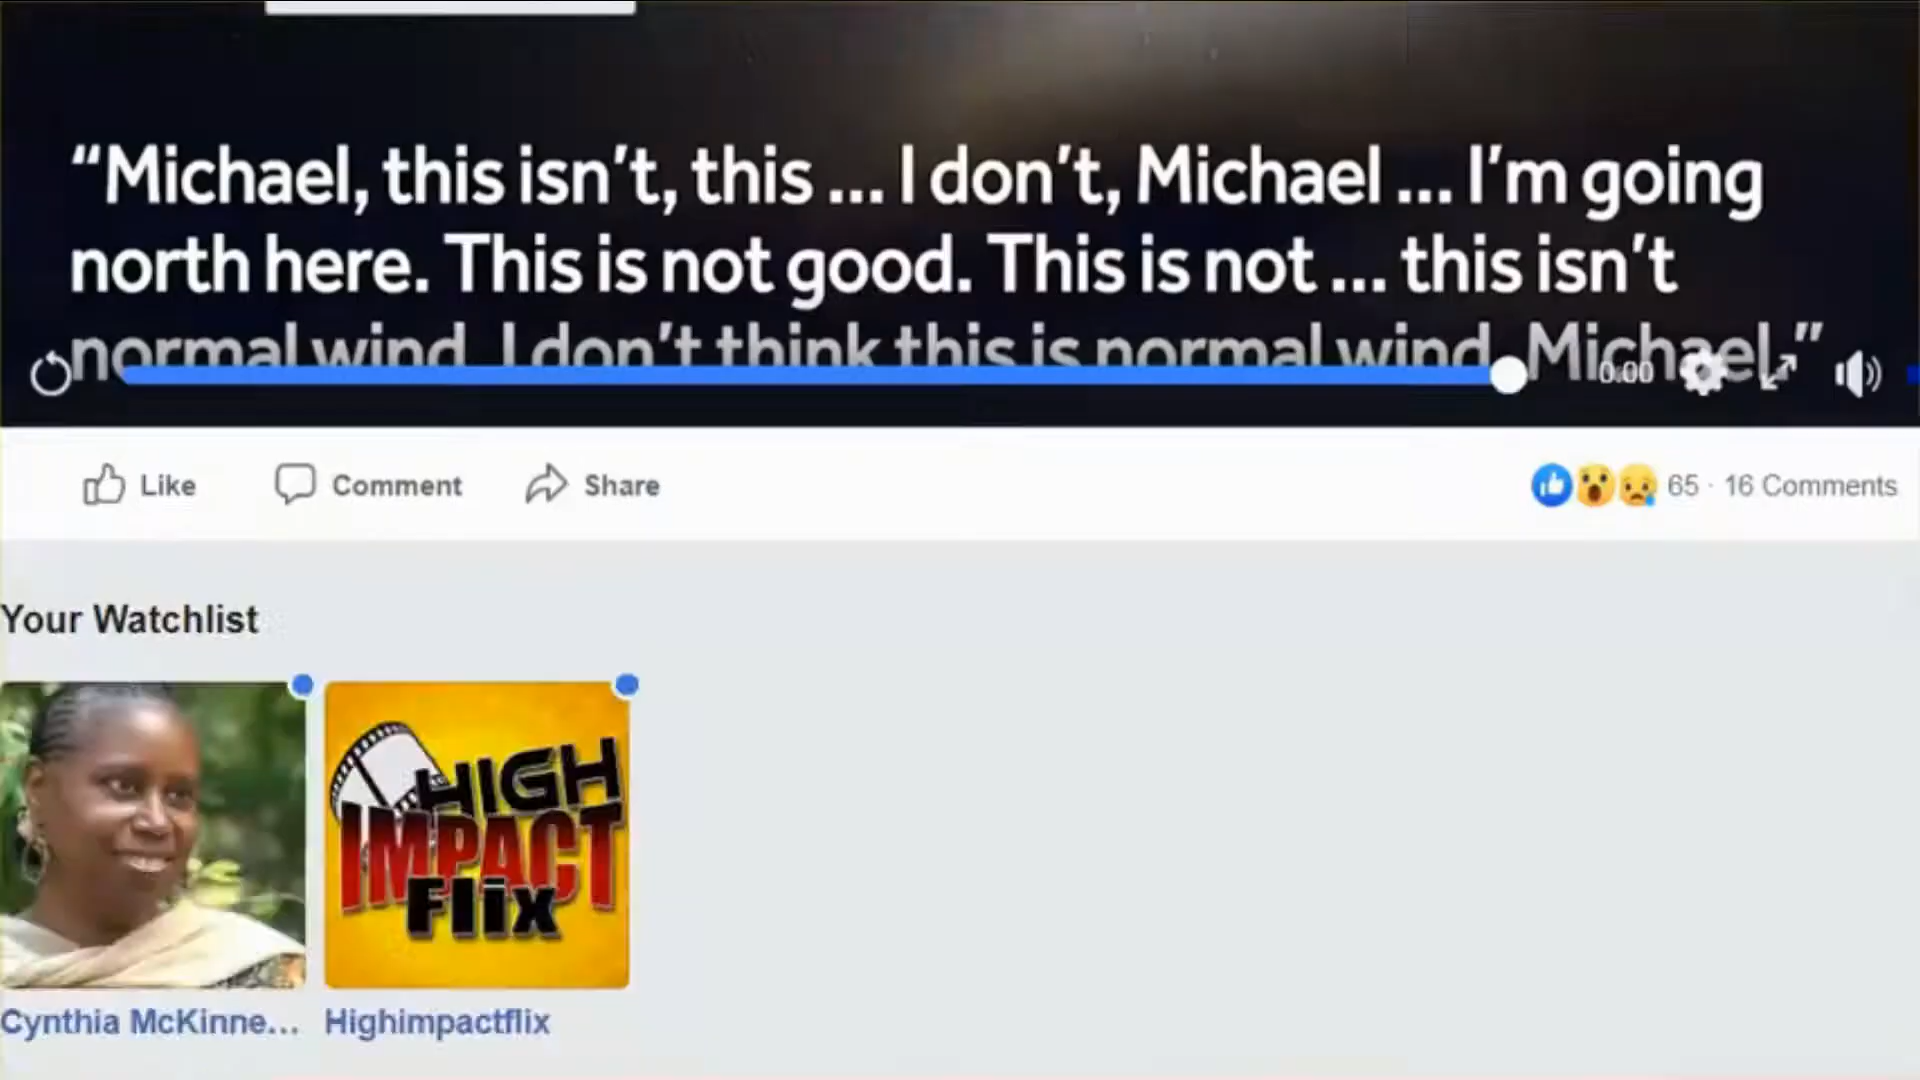 “Michael, this isn’t, this ... I don’t, Michael ... I’m going
north here. This is not good. This is not ... this isn’t
normal wind. I don’t think this is normal wind, Michael.”
0:00
Like
Comment
Share
65 · 16 Comments
Your Watchlist
HIGH
IMPACT
Flix
Cynthia McKinne...
Highimpactflix